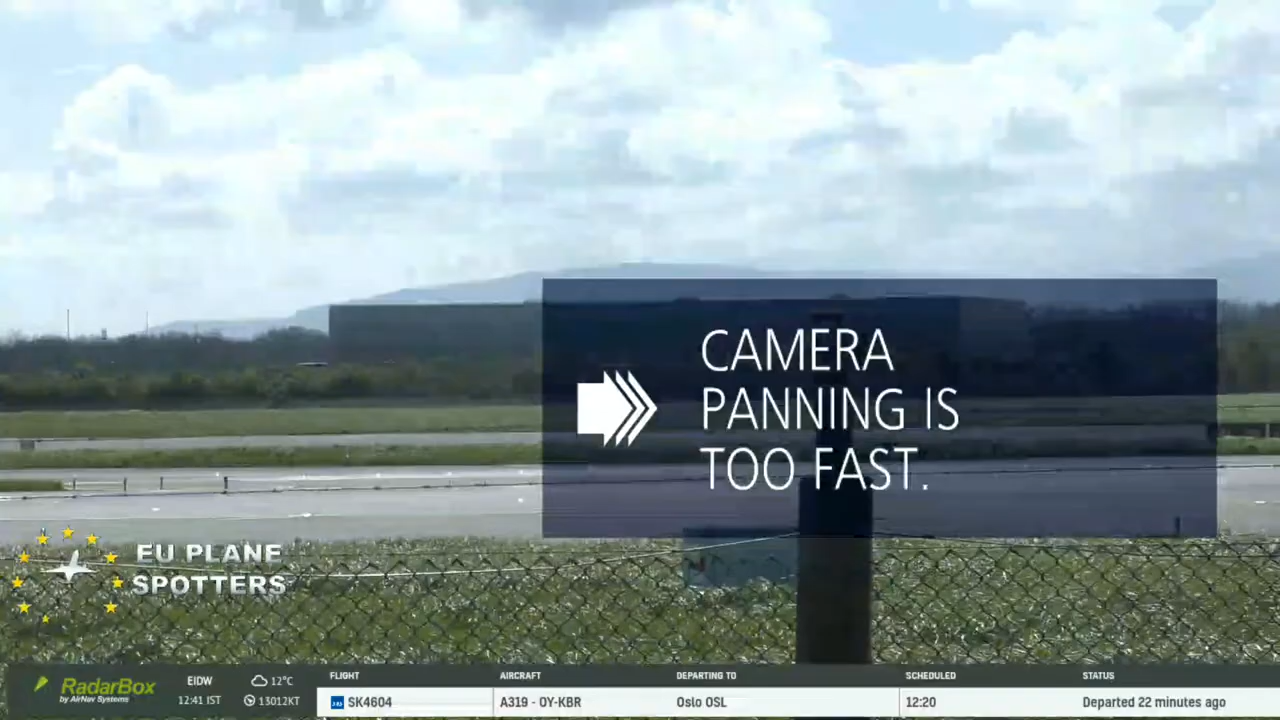 CAMERA
PANNING IS
TOO FAST.
EU PLANE
SPOTTERS
RadarBox
by AirNav Systems
EIDW
12:41 IST
12°C
13012KT
FLIGHT
AIRCRAFT
DEPARTING TO
SCHEDULED
STATUS
SAS
SK4604
A319 - OY-KBR
Oslo OSL
12:20
Departed 22 minutes ago